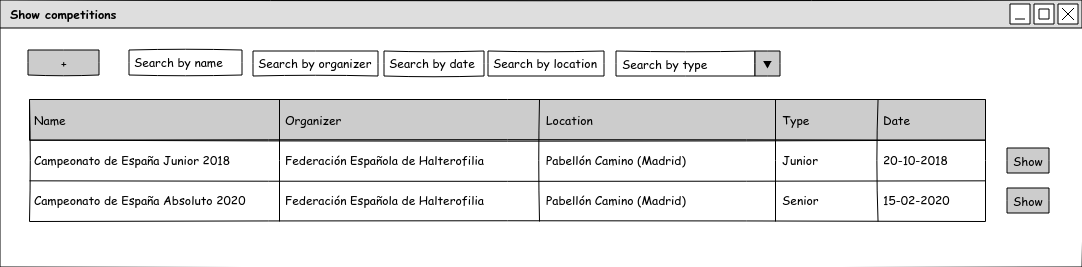 Show competitions
+ Search by name Search by organizer Search by date Search by location Search by type ▼
Name Organizer Location Type Date
Campeonato de España Junior 2018 Federación Española de Halterofilia Pabellón Camino (Madrid) Junior 20-10-2018 Show
Campeonato de España Absoluto 2020 Federación Española de Halterofilia Pabellón Camino (Madrid) Senior 15-02-2020 Show